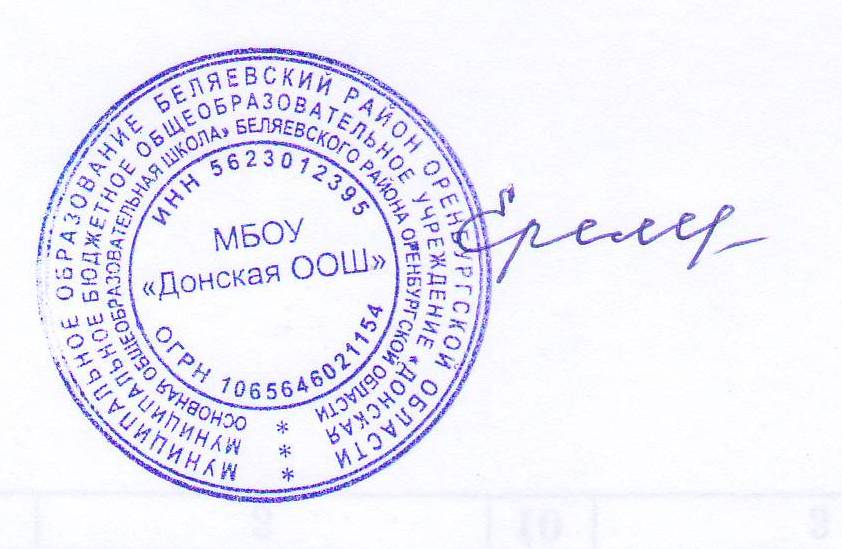 МУНИЦИПАЛЬНОЕ ОБРАЗОВАНИЕ БЕЛЯЕВСКИЙ РАЙОН ОРЕНБУРГСКОЙ ОБЛАСТИ
МУНИЦИПАЛЬНОЕ БЮДЖЕТНОЕ ОБЩЕОБРАЗОВАТЕЛЬНОЕ УЧРЕЖДЕНИЕ «ДОНСКАЯ
ОСНОВНАЯ ОБЩЕОБРАЗОВАТЕЛЬНАЯ ШКОЛА» БЕЛЯЕВСКОГО РАЙОНА ОРЕНБУРГСКОЙ ОБЛАСТИ
* * *
ИНН 5623012395
МБОУ
«Донская ООШ»
ОГРН 1065646021154